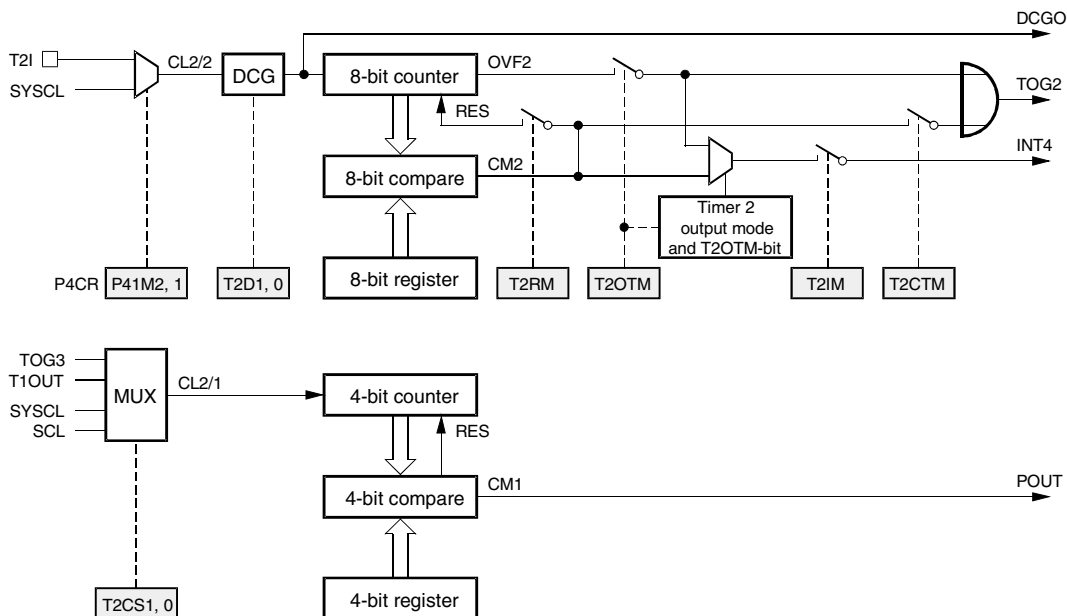 DCGO
T2I
CL2/2
DCG
8-bit counter
OVF2
SYSCL
TOG2
RES
INT4
CM2
8-bit compare
Timer 2
output mode
and T2OTM-bit
P4CR
P41M2, 1
T2D1, 0
8-bit register
T2RM
T2OTM
T2IM
T2CTM
TOG3
T1OUT
SYSCL
SCL
MUX
CL2/1
4-bit counter
RES
4-bit compare
CM1
POUT
T2CS1, 0
4-bit register